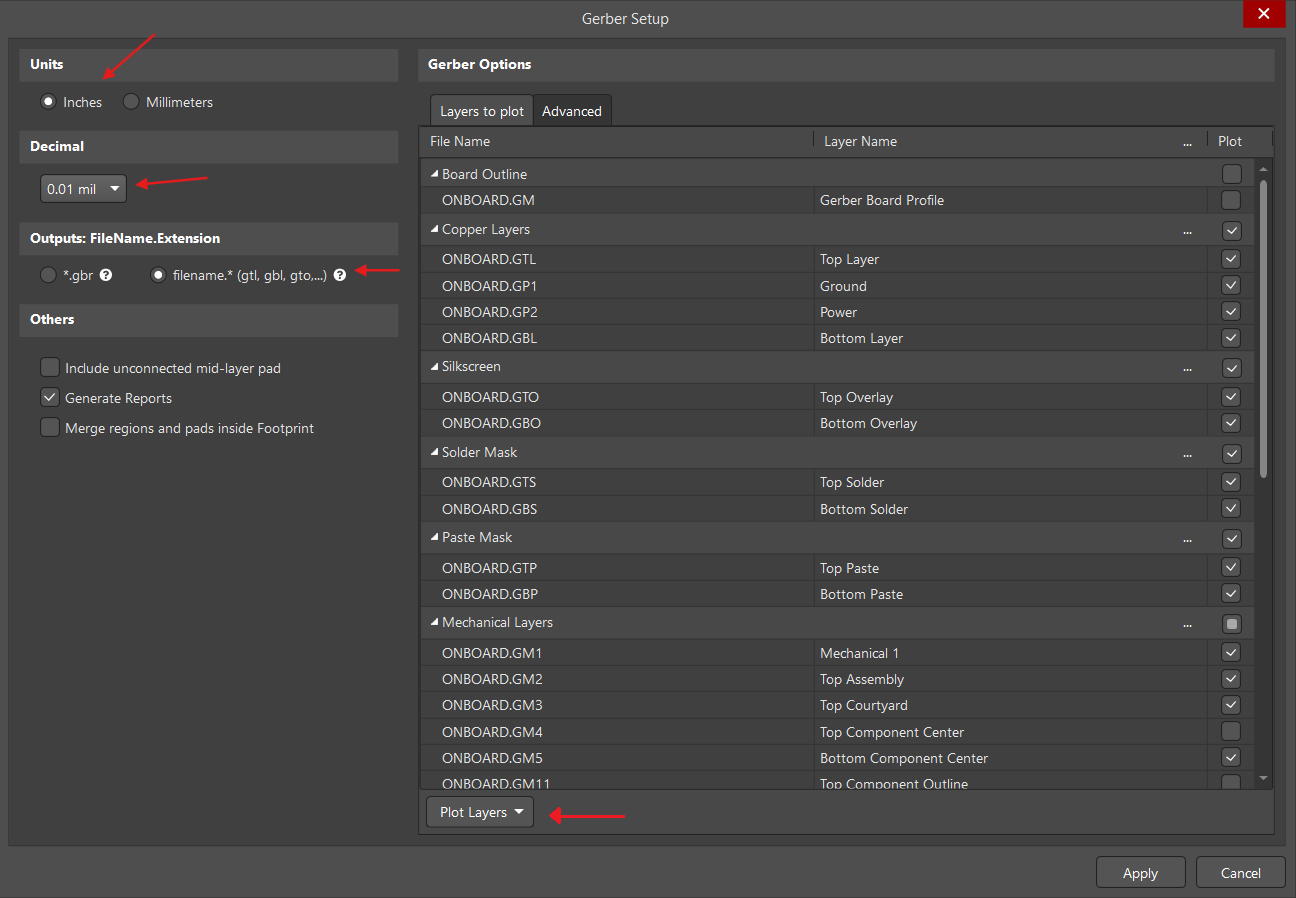 Gerber Setup
Units
Inches Millimeters
Decimal
0.01 mil
Outputs: FileName.Extension
*.gbr ? filename.* (gtl, gbl, gto,...) ?
Others
Include unconnected mid-layer pad
Generate Reports
Merge regions and pads inside Footprint
Gerber Options
Layers to plot Advanced
File Name Layer Name ... Plot
Board Outline
ONBOARD.GM Gerber Board Profile
Copper Layers ...
ONBOARD.GTL Top Layer
ONBOARD.GP1 Ground
ONBOARD.GP2 Power
ONBOARD.GBL Bottom Layer
Silkscreen ...
ONBOARD.GTO Top Overlay
ONBOARD.GBO Bottom Overlay
Solder Mask ...
ONBOARD.GTS Top Solder
ONBOARD.GBS Bottom Solder
Paste Mask ...
ONBOARD.GTP Top Paste
ONBOARD.GBP Bottom Paste
Mechanical Layers ...
ONBOARD.GM1 Mechanical 1
ONBOARD.GM2 Top Assembly
ONBOARD.GM3 Top Courtyard
ONBOARD.GM4 Top Component Center
ONBOARD.GM5 Bottom Component Center
ONBOARD.GM11 Top Component Outline
Plot Layers
Apply Cancel